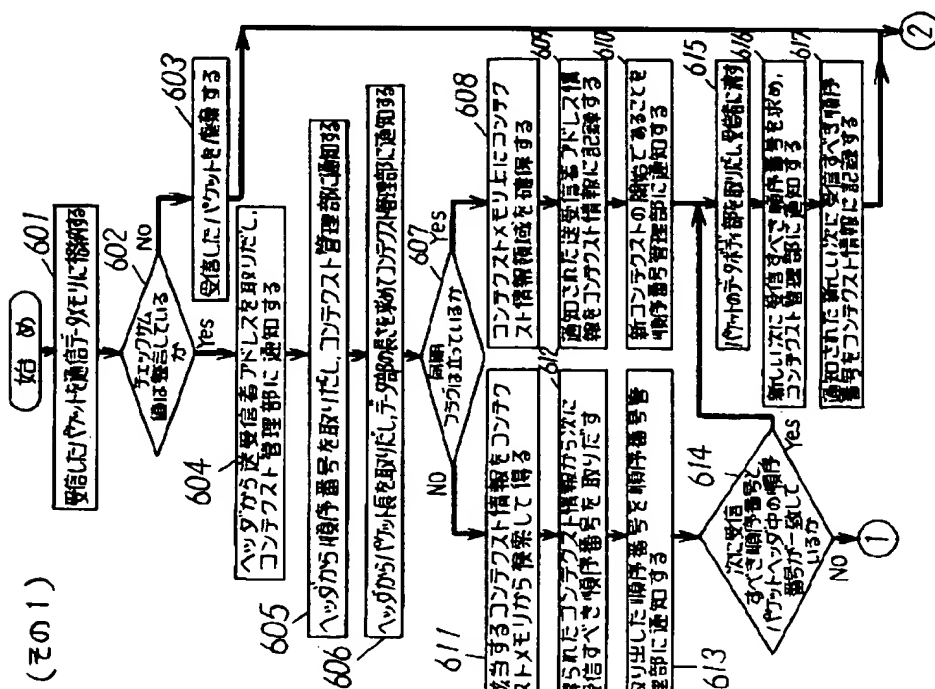 (その1)
始め
601
受信したパケットを通信データメモリに格納する
602
チェックサム
値は整合している
か
No
Yes
603
受信したパケットを廃棄する
604
ヘッダから送受信者アドレスを取りだし,
コンテクスト管理部に通知する
605
ヘッダから順序番号を取りだし,コンテクスト管理部に通知する
606
ヘッダからパケット長を取りだし,データ部の長さを求めてコンテクスト管理部に通知する
607
同期
フラグは立っているか
Yes
NO
608
コンテクストメモリ上にコンテク
スト情報領域を確保する
609
通知された送受信者アドレス情
報をコンテクスト情報に記録する
610
新コンテクストの開始であることを
順序番号管理部に通知する
611
該当するコンテクスト情報をコンテク
ストメモリから検索して得る
612
得られたコンテクスト情報から次に
受信すべき順序番号を取りだす
613
取り出した順序番号を順序番号管
理部に通知する
614
次に受信
すべき順序番号と,
パケットヘッダ中の順序
番号が一致して
いるか
Yes
NO
①
615
パケットのデータボディ部を取りだし,受信者に渡す
616
新しい次に受信すべき順序番号を求め,
コンテクスト管理部に通知する
617
通知された新しい次に受信すべき順序
番号をコンテクスト情報に記録する
②